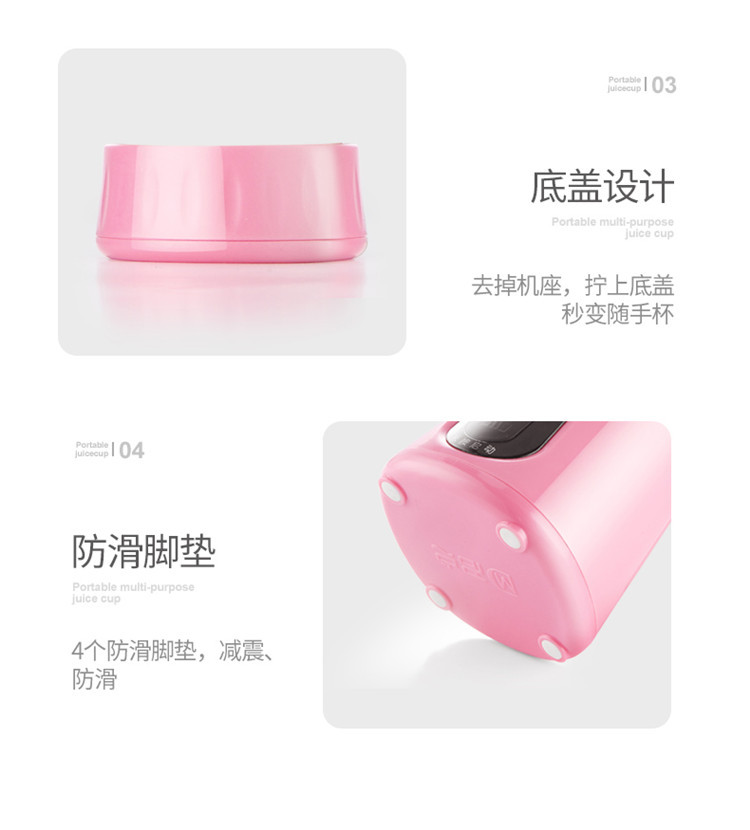 Portable
juicecup
03
底盖设计
Portable multi-purpose
juice cup
去掉机座，拧上底盖
秒变随手杯
Portable
juicecup
04
防滑脚垫
Portable multi-purpose
juice cup
4个防滑脚垫，减震、
防滑
启动